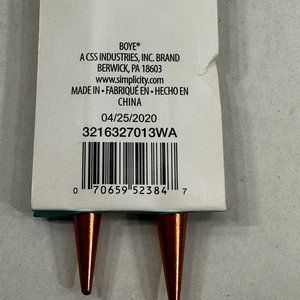 BOYE®
A CSS INDUSTRIES, INC. BRAND
BERWICK, PA 18603
www.simplicity.com
MADE IN • FABRIQUÉ EN • HECHO EN
CHINA
04/25/2020
3216327013WA
0 70659 52384 7